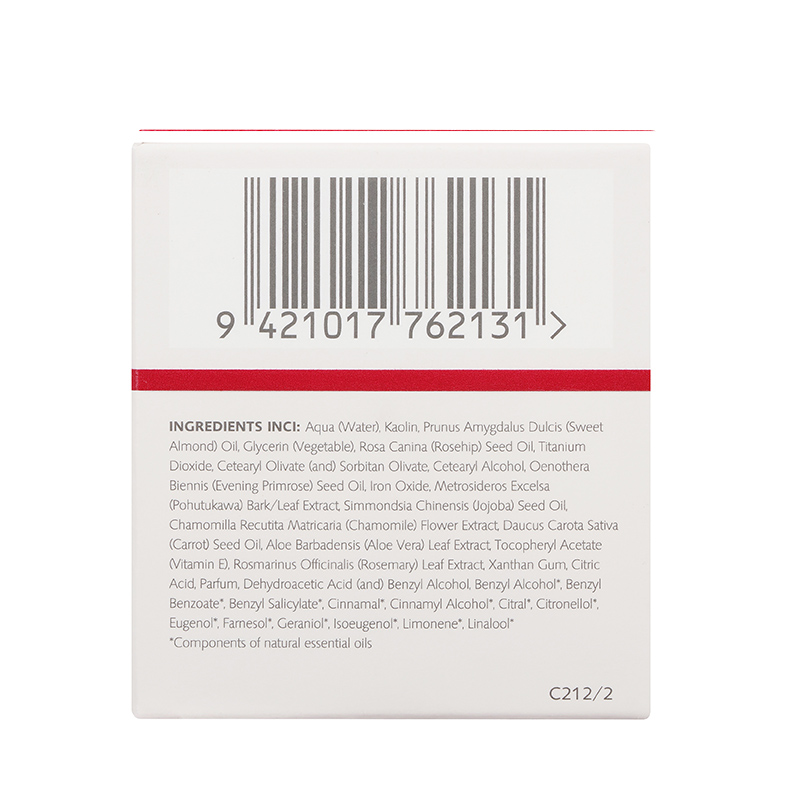 9 421017 762131 >
INGREDIENTS INCI: Aqua (Water), Kaolin, Prunus Amygdalus Dulcis (Sweet
Almond) Oil, Glycerin (Vegetable), Rosa Canina (Rosehip) Seed Oil, Titanium
Dioxide, Cetearyl Olivate (and) Sorbitan Olivate, Cetearyl Alcohol, Oenothera
Biennis (Evening Primrose) Seed Oil, Iron Oxide, Metrosideros Excelsa
(Pohutukawa) Bark/Leaf Extract, Simmondsia Chinensis (Jojoba) Seed Oil,
Chamomilla Recutita Matricaria (Chamomile) Flower Extract, Daucus Carota Sativa
(Carrot) Seed Oil, Aloe Barbadensis (Aloe Vera) Leaf Extract, Tocopheryl Acetate
(Vitamin E), Rosmarinus Officinalis (Rosemary) Leaf Extract, Xanthan Gum, Citric
Acid, Parfum, Dehydroacetic Acid (and) Benzyl Alcohol, Benzyl Alcohol*, Benzyl
Benzoate*, Benzyl Salicylate*, Cinnamal*, Cinnamyl Alcohol*, Citral*, Citronellol*,
Eugenol*, Farnesol*, Geraniol*, Isoeugenol*, Limonene*, Linalool*
*Components of natural essential oils
C212/2